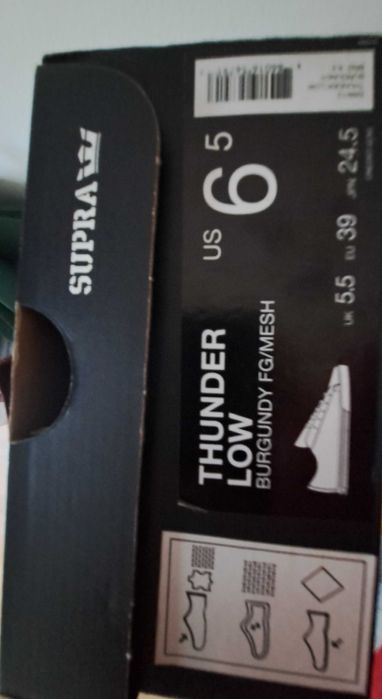 SUPRA
US 6 5
THUNDER
LOW
BURGUNDY FG/MESH
UK 5.5 EU 39 JPN 24.5